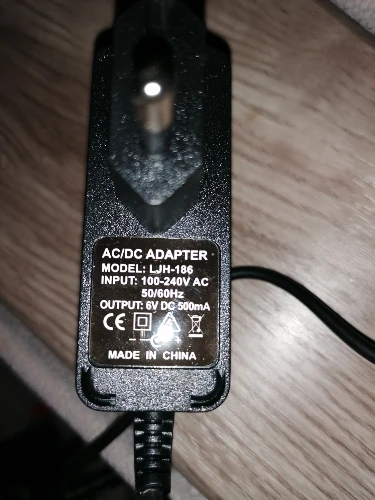 AC/DC ADAPTER
MODEL: LJH-186
INPUT: 100-240V AC
50/60Hz
OUTPUT: 6V DC 500mA
CE
MADE IN CHINA